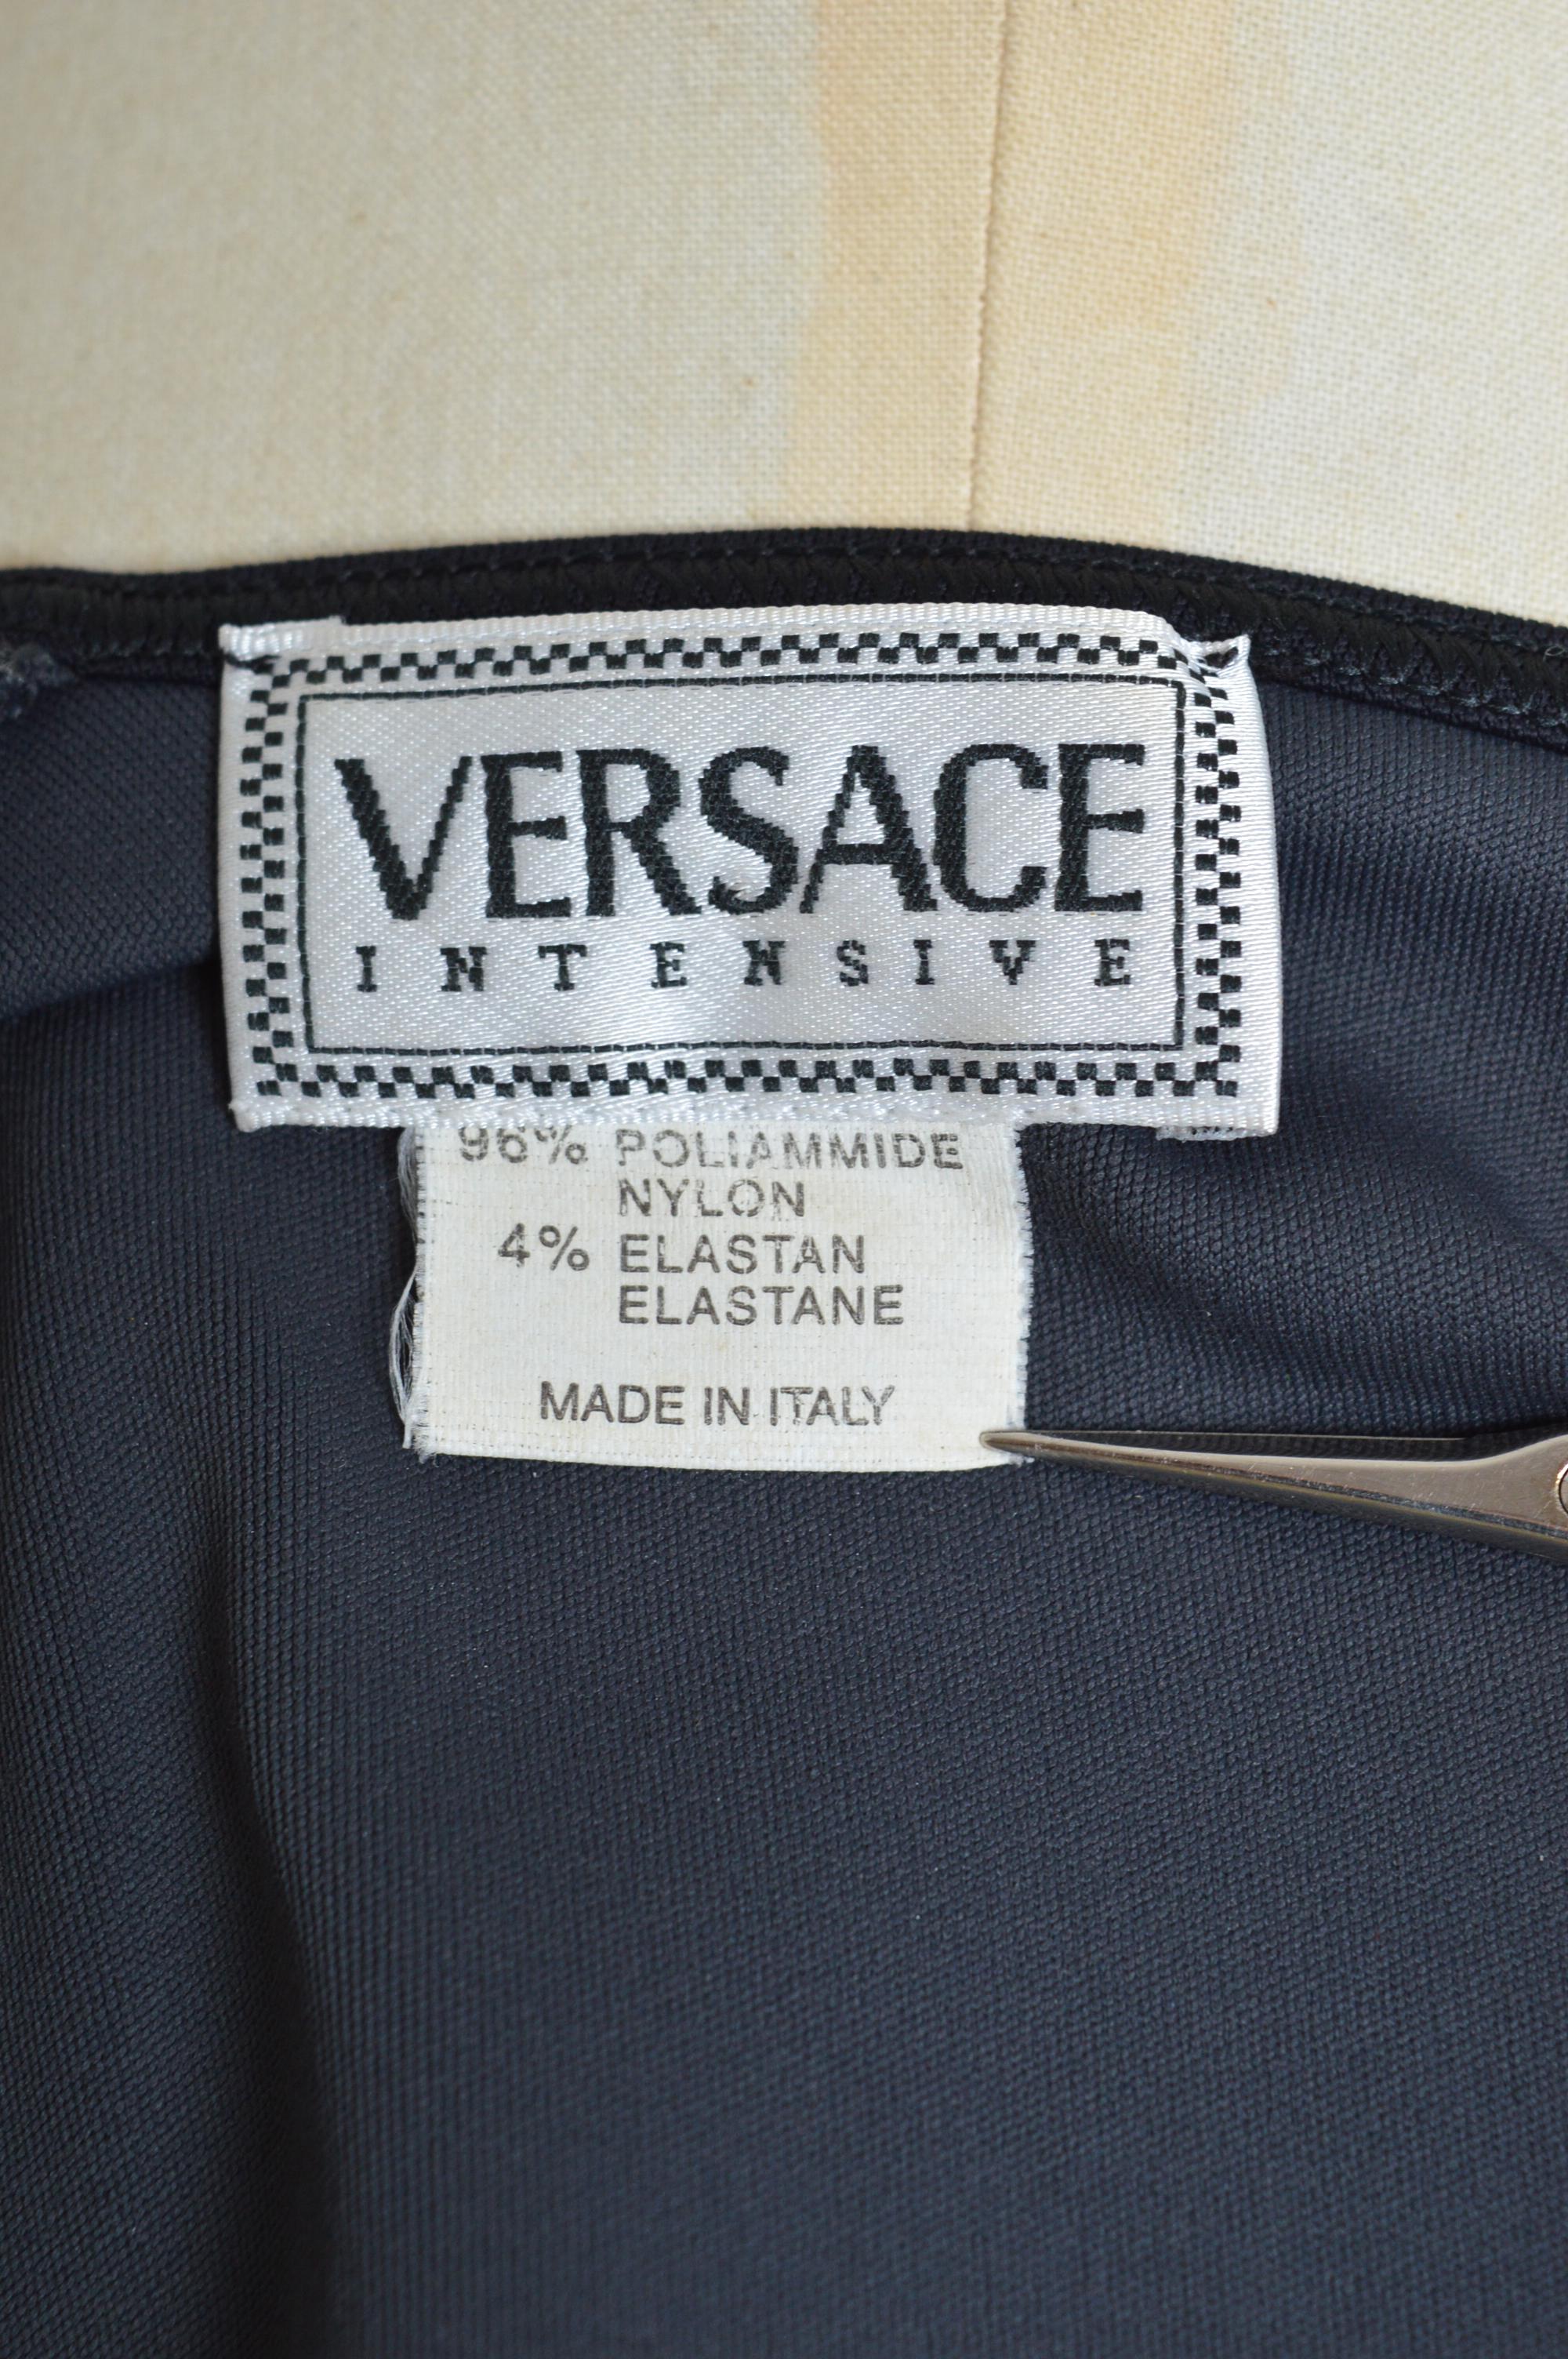 VERSACE
INTENSIVE
96% POLIAMMIDE
NYLON
4% ELASTAN
ELASTANE
MADE IN ITALY